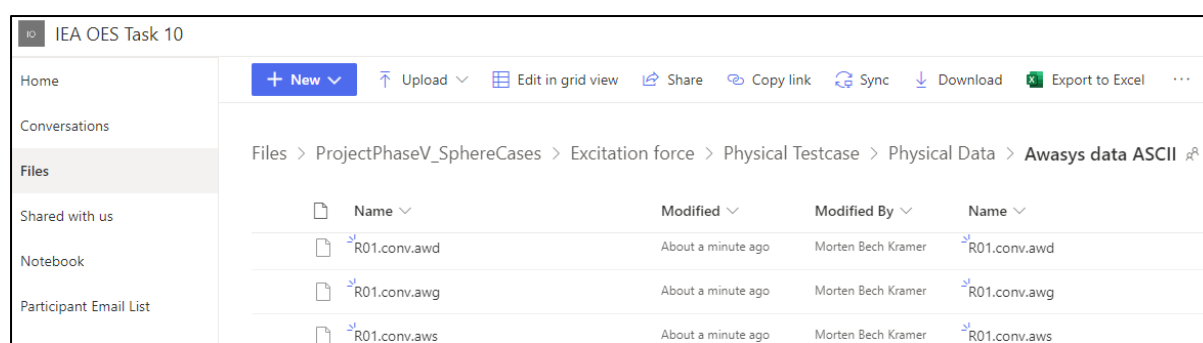 IO IEA OES Task 10
Home
Conversations
Files
Shared with us
Notebook
Participant Email List
+ New Upload Edit in grid view Share Copy link Sync Download Export to Excel ...
Files > ProjectPhaseV_SphereCases > Excitation force > Physical Testcase > Physical Data > Awasys data ASCII
Name Modified Modified By Name
R01.conv.awd About a minute ago Morten Bech Kramer R01.conv.awd
R01.conv.awg About a minute ago Morten Bech Kramer R01.conv.awg
R01.conv.aws About a minute ago Morten Bech Kramer R01.conv.aws